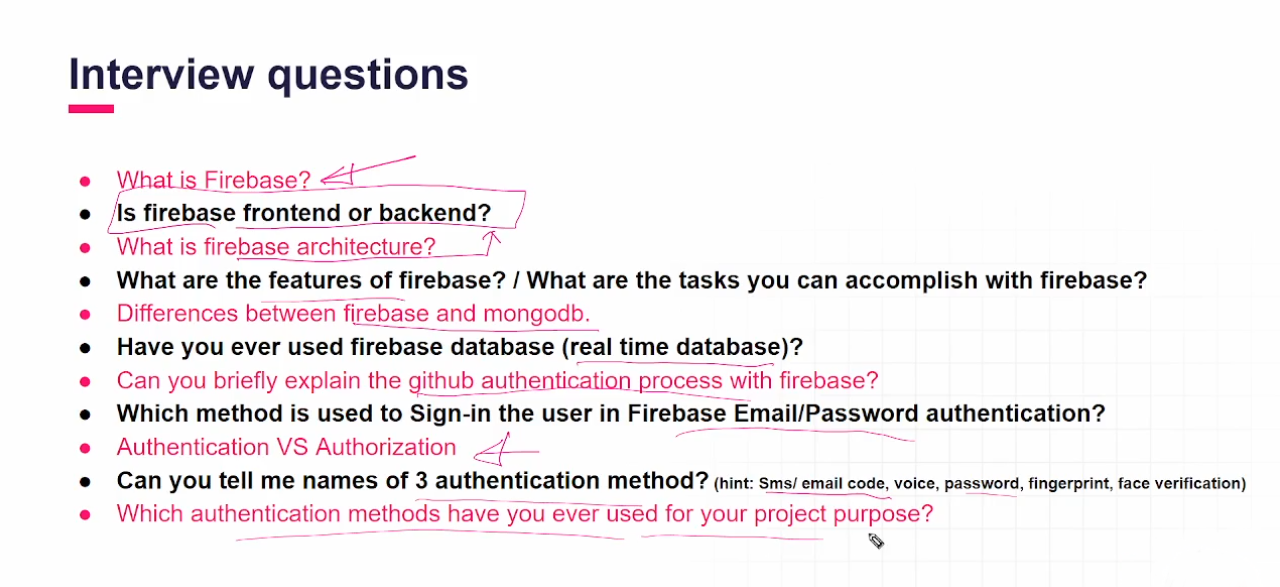 Interview questions
What is Firebase?
Is firebase frontend or backend?
What is firebase architecture?
What are the features of firebase? / What are the tasks you can accomplish with firebase?
Differences between firebase and mongodb.
Have you ever used firebase database (real time database)?
Can you briefly explain the github authentication process with firebase?
Which method is used to Sign-in the user in Firebase Email/Password authentication?
Authentication VS Authorization
Can you tell me names of 3 authentication method? (hint: Sms/ email code, voice, password, fingerprint, face verification)
Which authentication methods have you ever used for your project purpose?